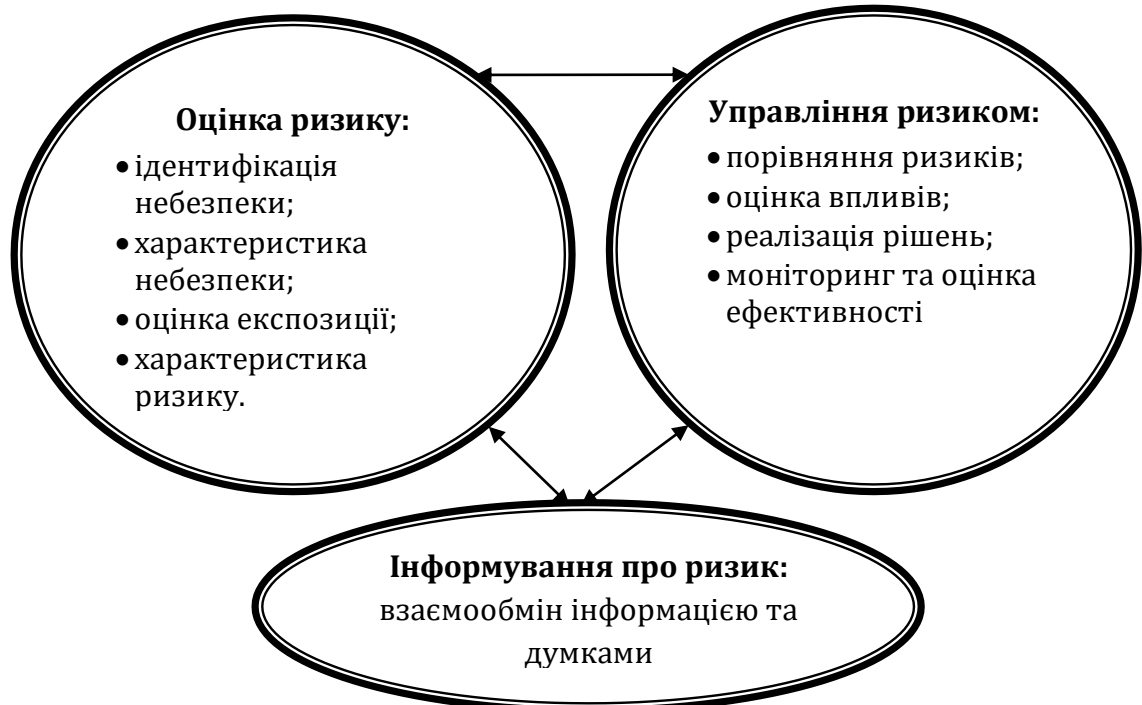 Оцінка ризику:
• ідентифікація
небезпеки;
• характеристика
небезпеки;
• оцінка експозиції;
• характеристика
ризику.
Управління ризиком:
• порівняння ризиків;
• оцінка впливів;
• реалізація рішень;
• моніторинг та оцінка
ефективності
Інформування про ризик:
взаємообмін інформацією та
думками